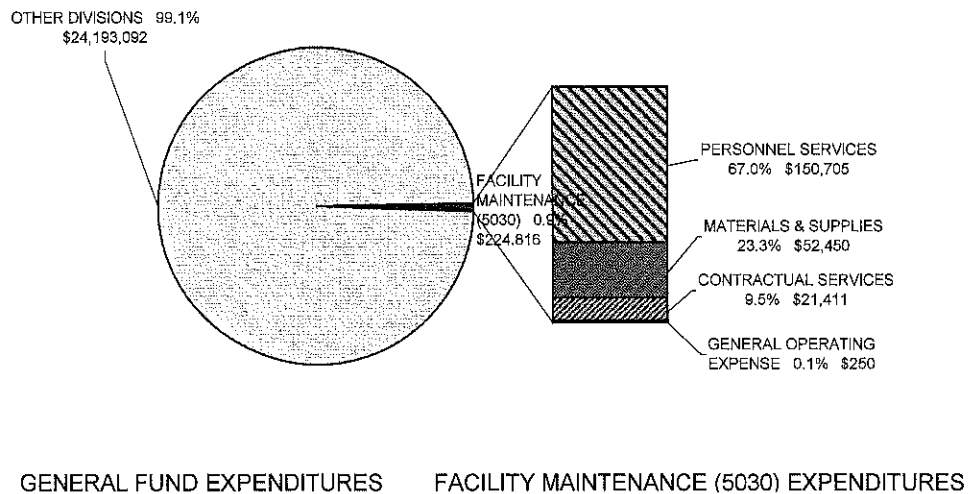 OTHER DIVISIONS 99.1%
$24,193,092
FACILITY
MAINTENANCE
(5030) 0.9%
$224,816
PERSONNEL SERVICES
67.0% $150,705
MATERIALS & SUPPLIES
23.3% $52,450
CONTRACTUAL SERVICES
9.5% $21,411
GENERAL OPERATING
EXPENSE 0.1% $250
GENERAL FUND EXPENDITURES
FACILITY MAINTENANCE (5030) EXPENDITURES